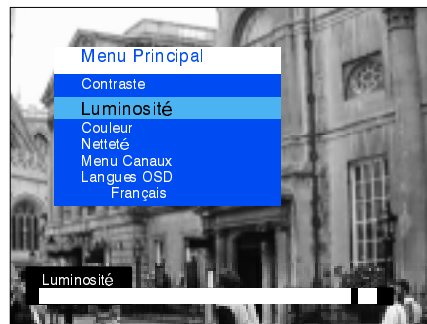 Menu Principal
Contraste
Luminosité
Couleur
Netteté
Menu Canaux
Langues OSD
Français
Luminosité